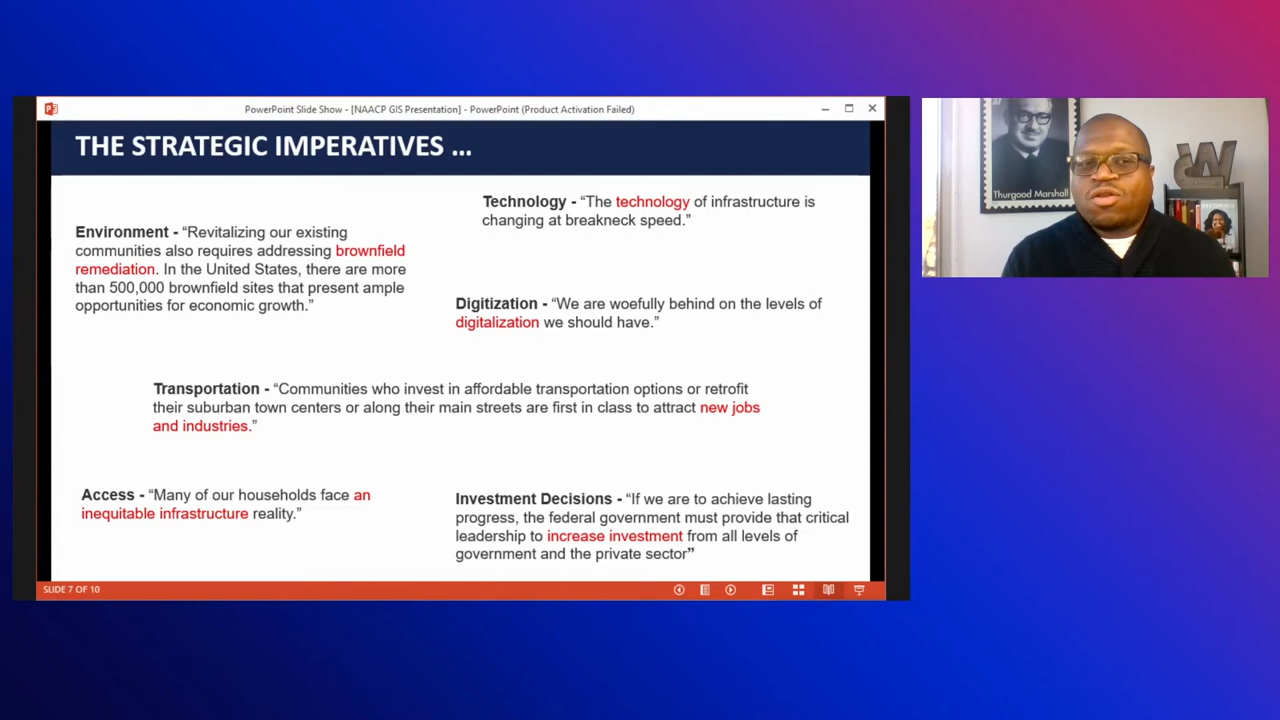 PowerPoint Slide Show - [NAACP GIS Presentation] - PowerPoint (Product Activation Failed)
THE STRATEGIC IMPERATIVES ...
Technology - “The technology of infrastructure is
changing at breakneck speed.”
Environment - “Revitalizing our existing
communities also requires addressing brownfield
remediation. In the United States, there are more
than 500,000 brownfield sites that present ample
opportunities for economic growth.”
Digitization - “We are woefully behind on the levels of
digitalization we should have.”
Transportation - “Communities who invest in affordable transportation options or retrofit
their suburban town centers or along their main streets are first in class to attract new jobs
and industries.”
Access - “Many of our households face an
inequitable infrastructure reality.”
Investment Decisions - “If we are to achieve lasting
progress, the federal government must provide that critical
leadership to increase investment from all levels of
government and the private sector”
SLIDE 7 OF 10
37
Thurgood Marshall
W
BECOMING